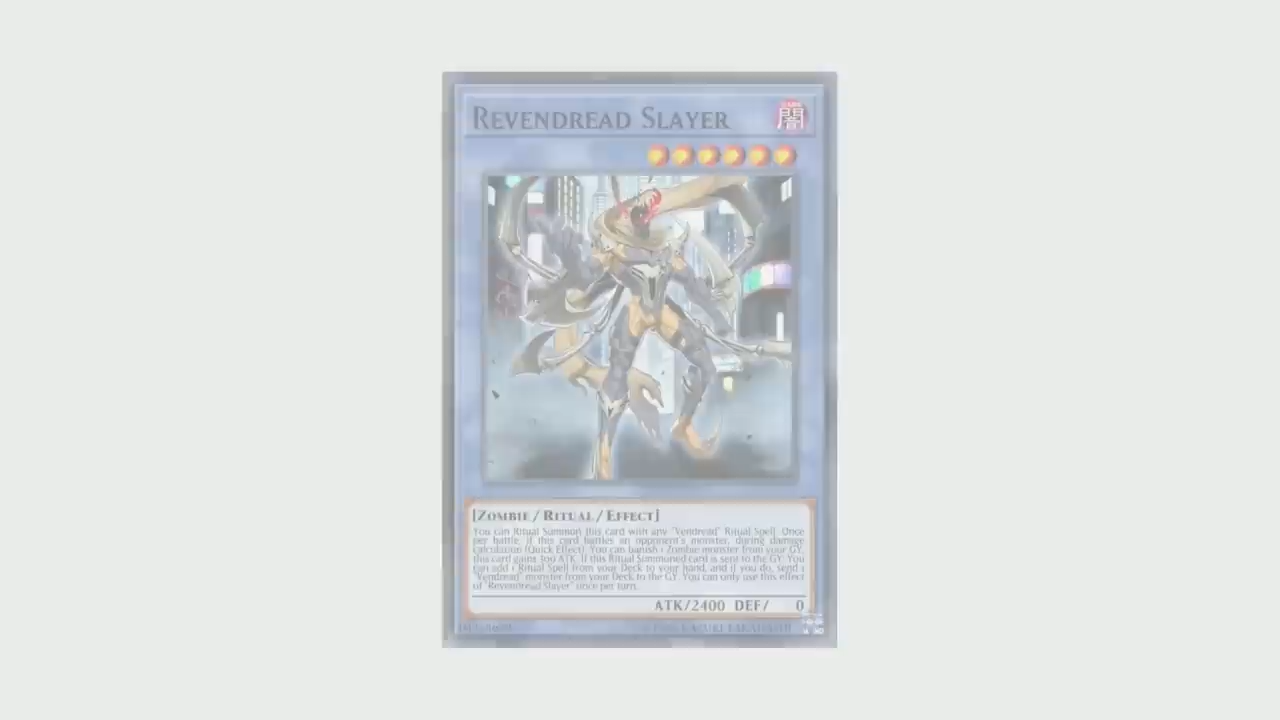 REVENDREAD SLAYER
闇
[ZOMBIE / RITUAL / EFFECT]
You can Ritual Summon this card with any "Vendread" Ritual Spell. Once
per battle, if this card battles an opponent's monster, during damage
calculation (Quick Effect): You can banish 1 Zombie monster from your GY;
this card gains 300 ATK. If this Ritual Summoned card is sent to the GY: You
can add 1 Ritual Spell from your Deck to your hand, and if you do, send 1
"Vendread" monster from your Deck to the GY. You can only use this effect
of "Revendread Slayer" once per turn.
ATK/2400 DEF/ 0
KAZUKI TAKAHASHI